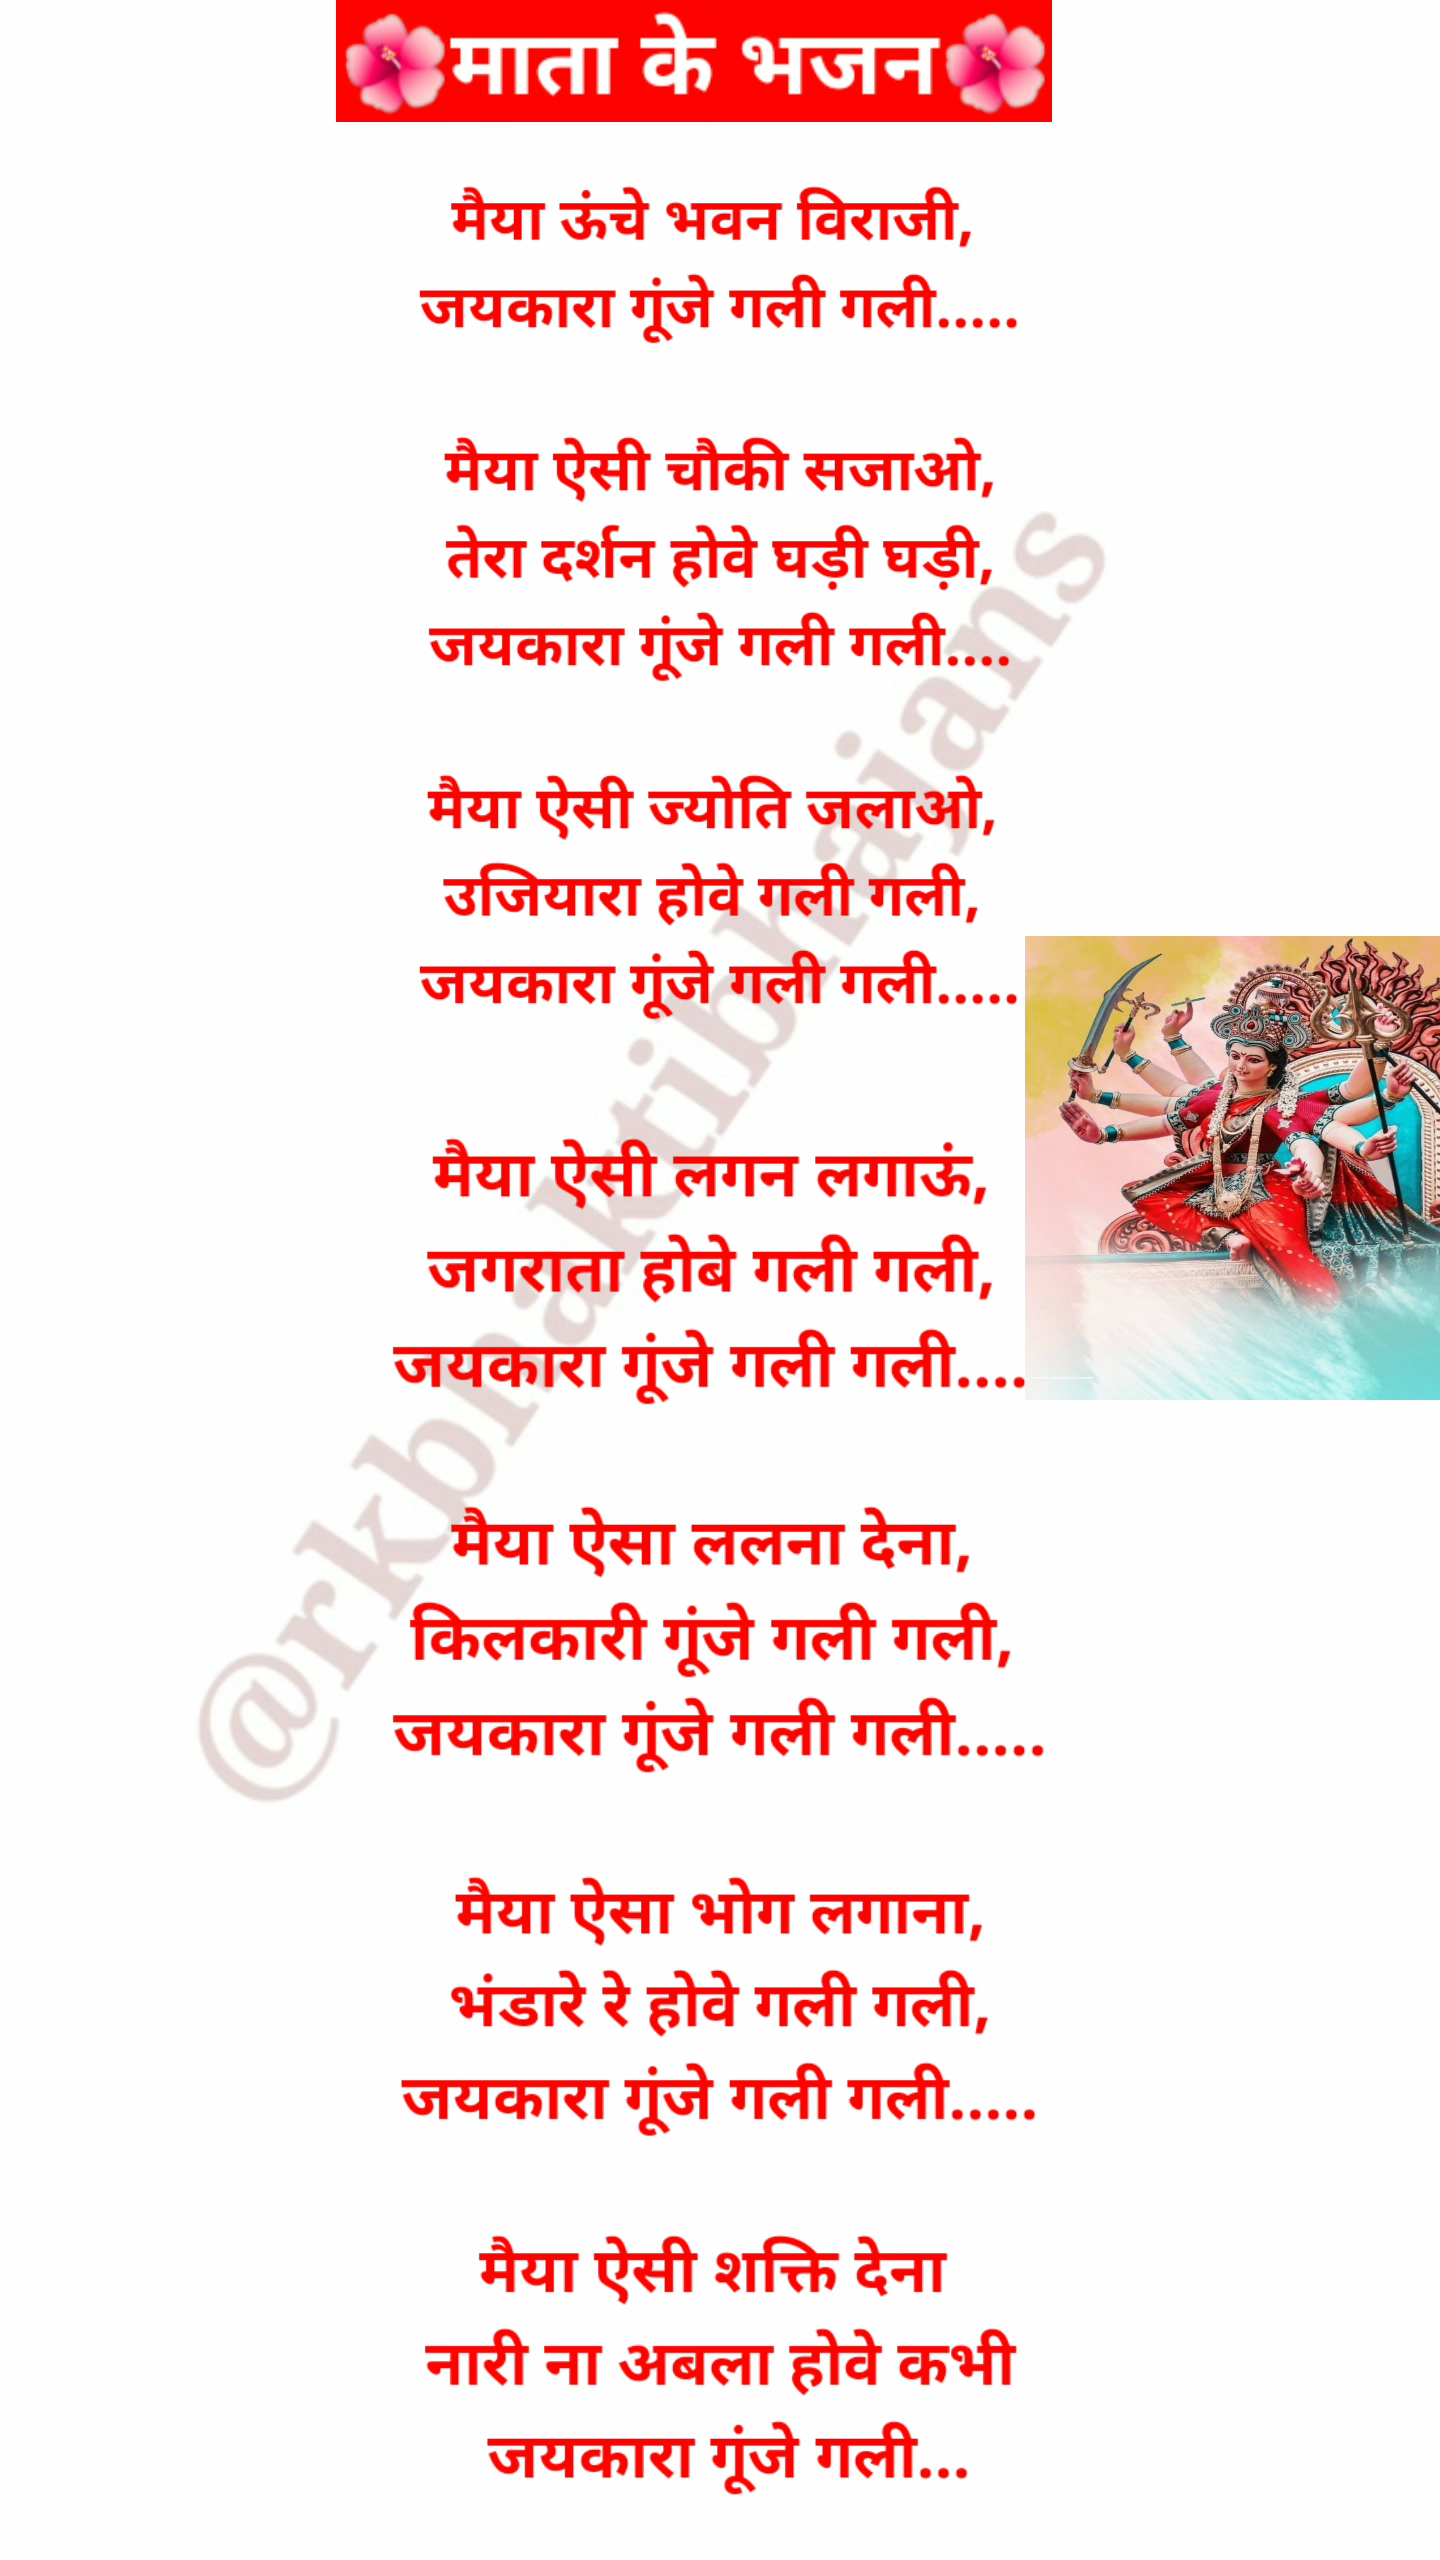 🌺माता के भजन🌺
मैया ऊंचे भवन विराजी,
जयकारा गूंजे गली गली.....
मैया ऐसी चौकी सजाओ,
तेरा दर्शन होवे घड़ी घड़ी,
जयकारा गूंजे गली गली....
मैया ऐसी ज्योति जलाओ,
उजियारा होवे गली गली,
जयकारा गूंजे गली गली.....
मैया ऐसी लगन लगाऊं,
जगराता होबे गली गली,
जयकारा गूंजे गली गली....
मैया ऐसा ललना देना,
किलकारी गूंजे गली गली,
जयकारा गूंजे गली गली.....
मैया ऐसा भोग लगाना,
भंडारे रे होवे गली गली,
जयकारा गूंजे गली गली.....
मैया ऐसी शक्ति देना
नारी ना अबला होवे कभी
जयकारा गूंजे गली...
@rkbhaktibhajans